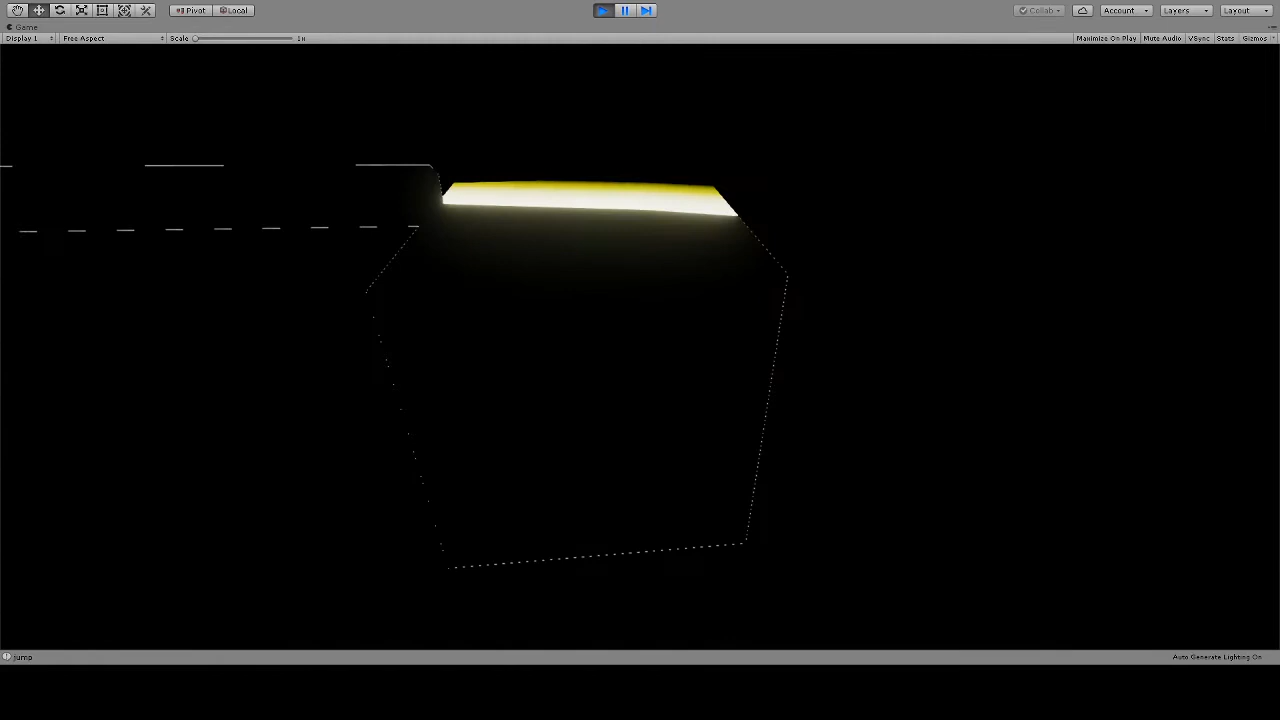 Pivot Local Collab Account Layers Layout
Game
Display 1 Free Aspect Scale 1x Maximize On Play Mute Audio VSync Stats Gizmos
jump Auto Generate Lighting On